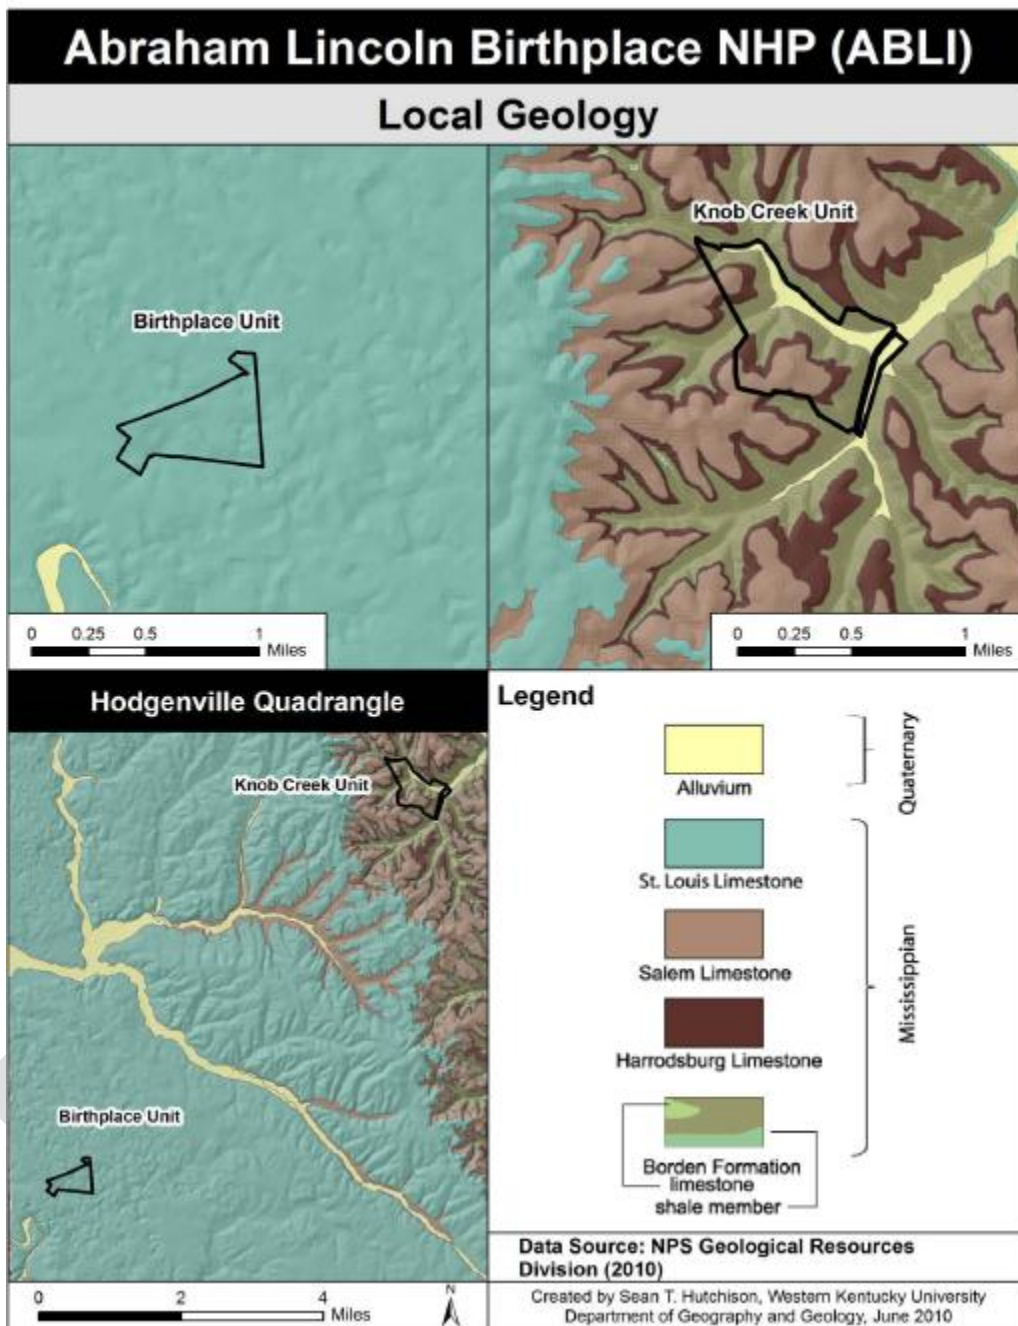 Abraham Lincoln Birthplace NHP (ABLI)
Local Geology
Birthplace Unit
0 0.25 0.5 1
Miles
Knob Creek Unit
0 0.25 0.5 1
Miles
Hodgenville Quadrangle
Knob Creek Unit
Birthplace Unit
0 2 4
Miles
N
Legend
Alluvium
Quaternary
St. Louis Limestone
Salem Limestone
Harrodsburg Limestone
Borden Formation
limestone
shale member
Mississippian
Data Source: NPS Geological Resources
Division (2010)
Created by Sean T. Hutchison, Western Kentucky University
Department of Geography and Geology, June 2010